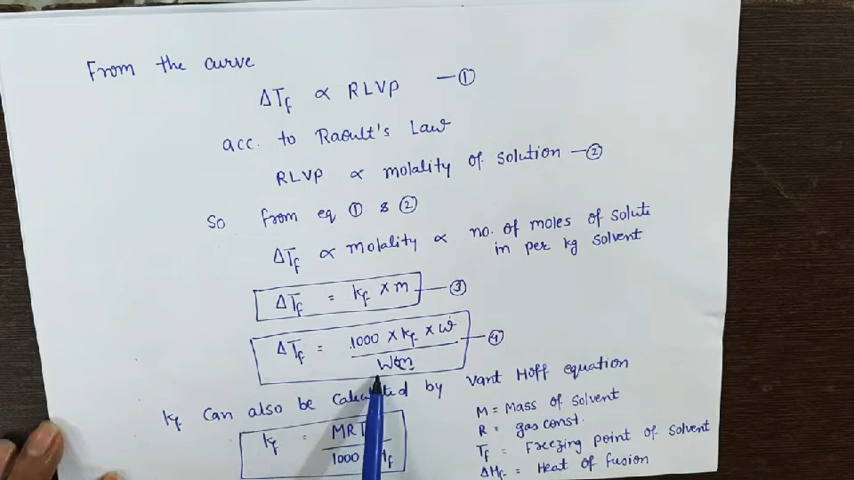 From the curve
ΔTf ∝ RLVP —①
acc. to Raoult's Law
RLVP ∝ molality of solution —②
So from eq ① & ②
ΔTf ∝ molality ∝ no. of moles of solute
in per kg solvent
ΔTf = kf × m —③
ΔTf = 1000 × kf × w —④
kf can also be by Vant Hoff equation
kf = MR
1000
M = Mass of solvent
R = gas const.
Tf = Freezing point of solvent
ΔHf = Heat of fusion